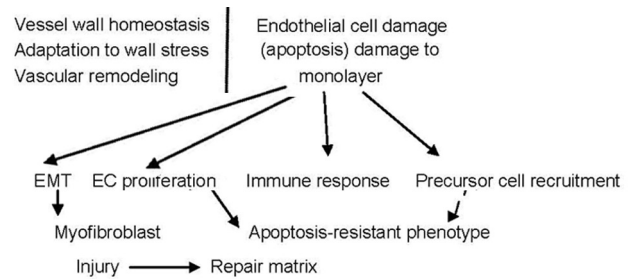 Vessel wall homeostasis
Adaptation to wall stress
Vascular remodeling
Endothelial cell damage
(apoptosis) damage to
monolayer
EMT
EC proliferation
Immune response
Precursor cell recruitment
Myofibroblast
Apoptosis-resistant phenotype
Injury
Repair matrix